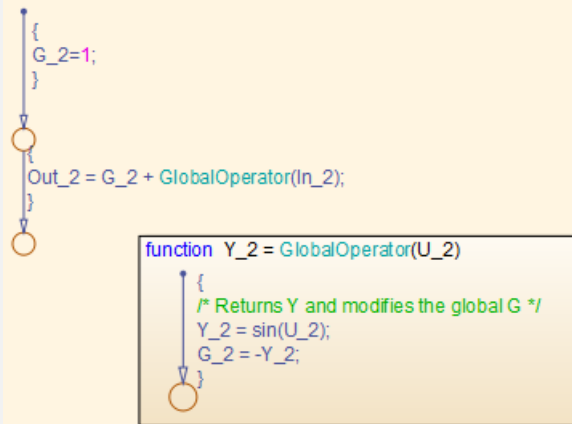 {
G_2=1;
}
{
Out_2 = G_2 + GlobalOperator(In_2);
}
function Y_2 = GlobalOperator(U_2)
{
/* Returns Y and modifies the global G */
Y_2 = sin(U_2);
G_2 = -Y_2;
}